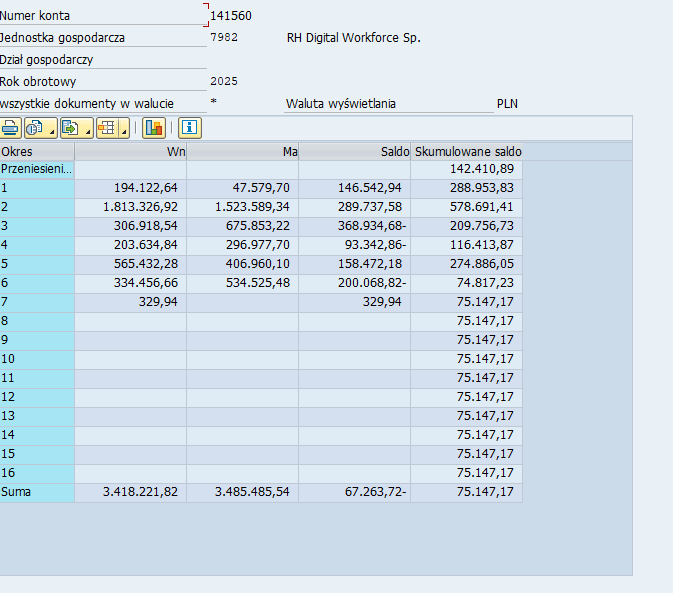 Numer konta 141560
Jednostka gospodarcza 7982 RH Digital Workforce Sp.
Dział gospodarczy
Rok obrotowy 2025
wszystkie dokumenty w walucie * Waluta wyświetlania PLN
Okres Wn Ma Saldo Skumulowane saldo
Przeniesieni... 142.410,89
1 194.122,64 47.579,70 146.542,94 288.953,83
2 1.813.326,92 1.523.589,34 289.737,58 578.691,41
3 306.918,54 675.853,22 368.934,68- 209.756,73
4 203.634,84 296.977,70 93.342,86- 116.413,87
5 565.432,28 406.960,10 158.472,18 274.886,05
6 334.456,66 534.525,48 200.068,82- 74.817,23
7 329,94 329,94 75.147,17
8 75.147,17
9 75.147,17
10 75.147,17
11 75.147,17
12 75.147,17
13 75.147,17
14 75.147,17
15 75.147,17
16 75.147,17
Suma 3.418.221,82 3.485.485,54 67.263,72- 75.147,17